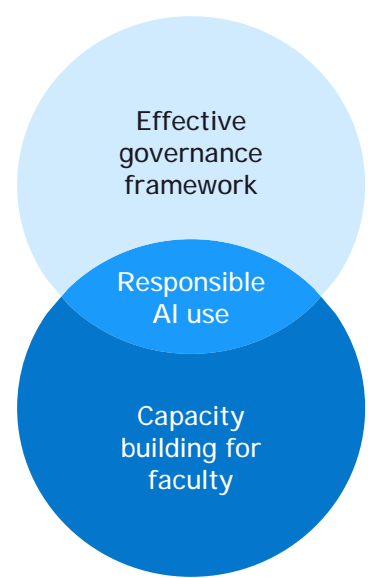 Effective
governance
framework
Responsible
AI use
Capacity
building for
faculty